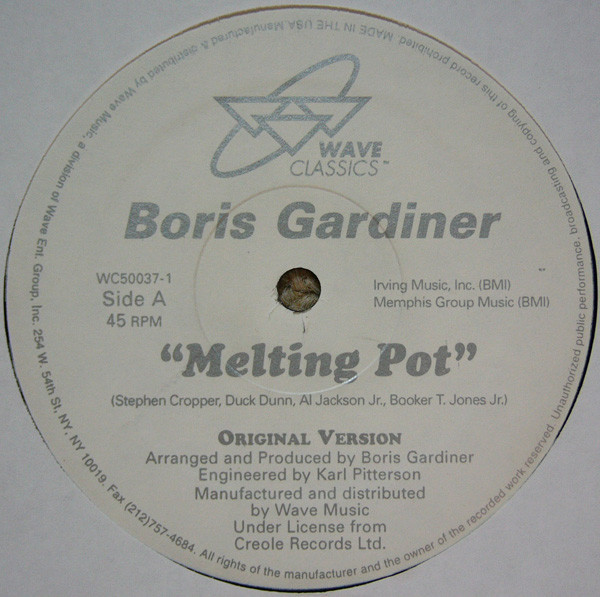 WAVE
CLASSICS™
Boris Gardiner
WC50037-1
Side A
45 RPM
Irving Music, Inc. (BMI)
Memphis Group Music (BMI)
“Melting Pot”
(Stephen Cropper, Duck Dunn, Al Jackson Jr., Booker T. Jones Jr.)
ORIGINAL VERSION
Arranged and Produced by Boris Gardiner
Engineered by Karl Pitterson
Manufactured and distributed
by Wave Music
Under License from
Creole Records Ltd.
MADE IN THE USA Manufactured & distributed by Wave Music, a division of Wave Ent. Group, Inc. 254 W. 54th St, NY, NY 10019. Fax (212)757-4684. All rights of the manufacturer and the owner of the recorded work reserved. Unauthorized public performance, broadcasting and copying of this record prohibited.